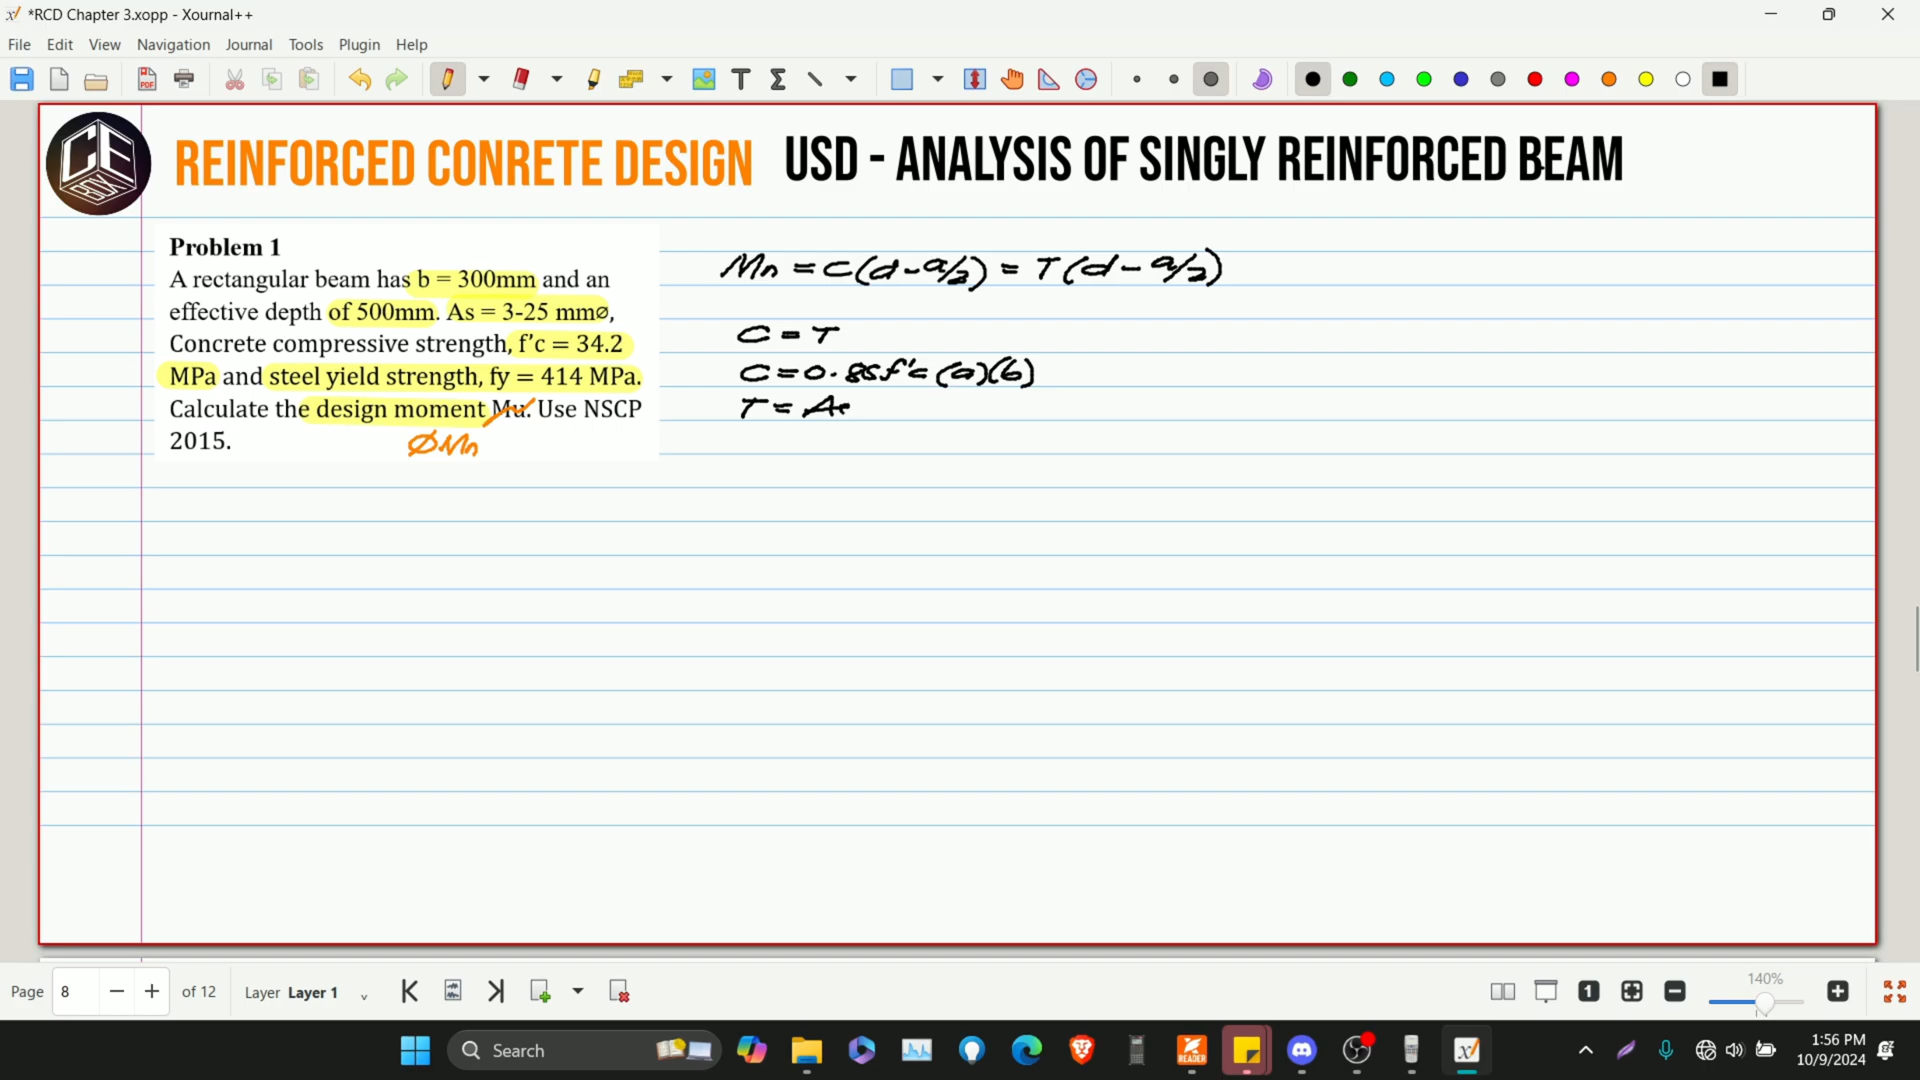 *RCD Chapter 3.xopp - Xournal++
File Edit View Navigation Journal Tools Plugin Help
REINFORCED CONRETE DESIGN USD - ANALYSIS OF SINGLY REINFORCED BEAM
Problem 1
A rectangular beam has b = 300mm and an
effective depth of 500mm. As = 3-25 mm⌀,
Concrete compressive strength, f'c = 34.2
MPa and steel yield strength, fy = 414 MPa.
Calculate the design moment Mu. Use NSCP
2015.
ØMn
Mn = C(d - a/2) = T(d - a/2)
C = T
C = 0.85f'c (a)(b)
T = As
Page 8 of 12 Layer Layer 1 140%
Search
READER
1:56 PM
10/9/2024